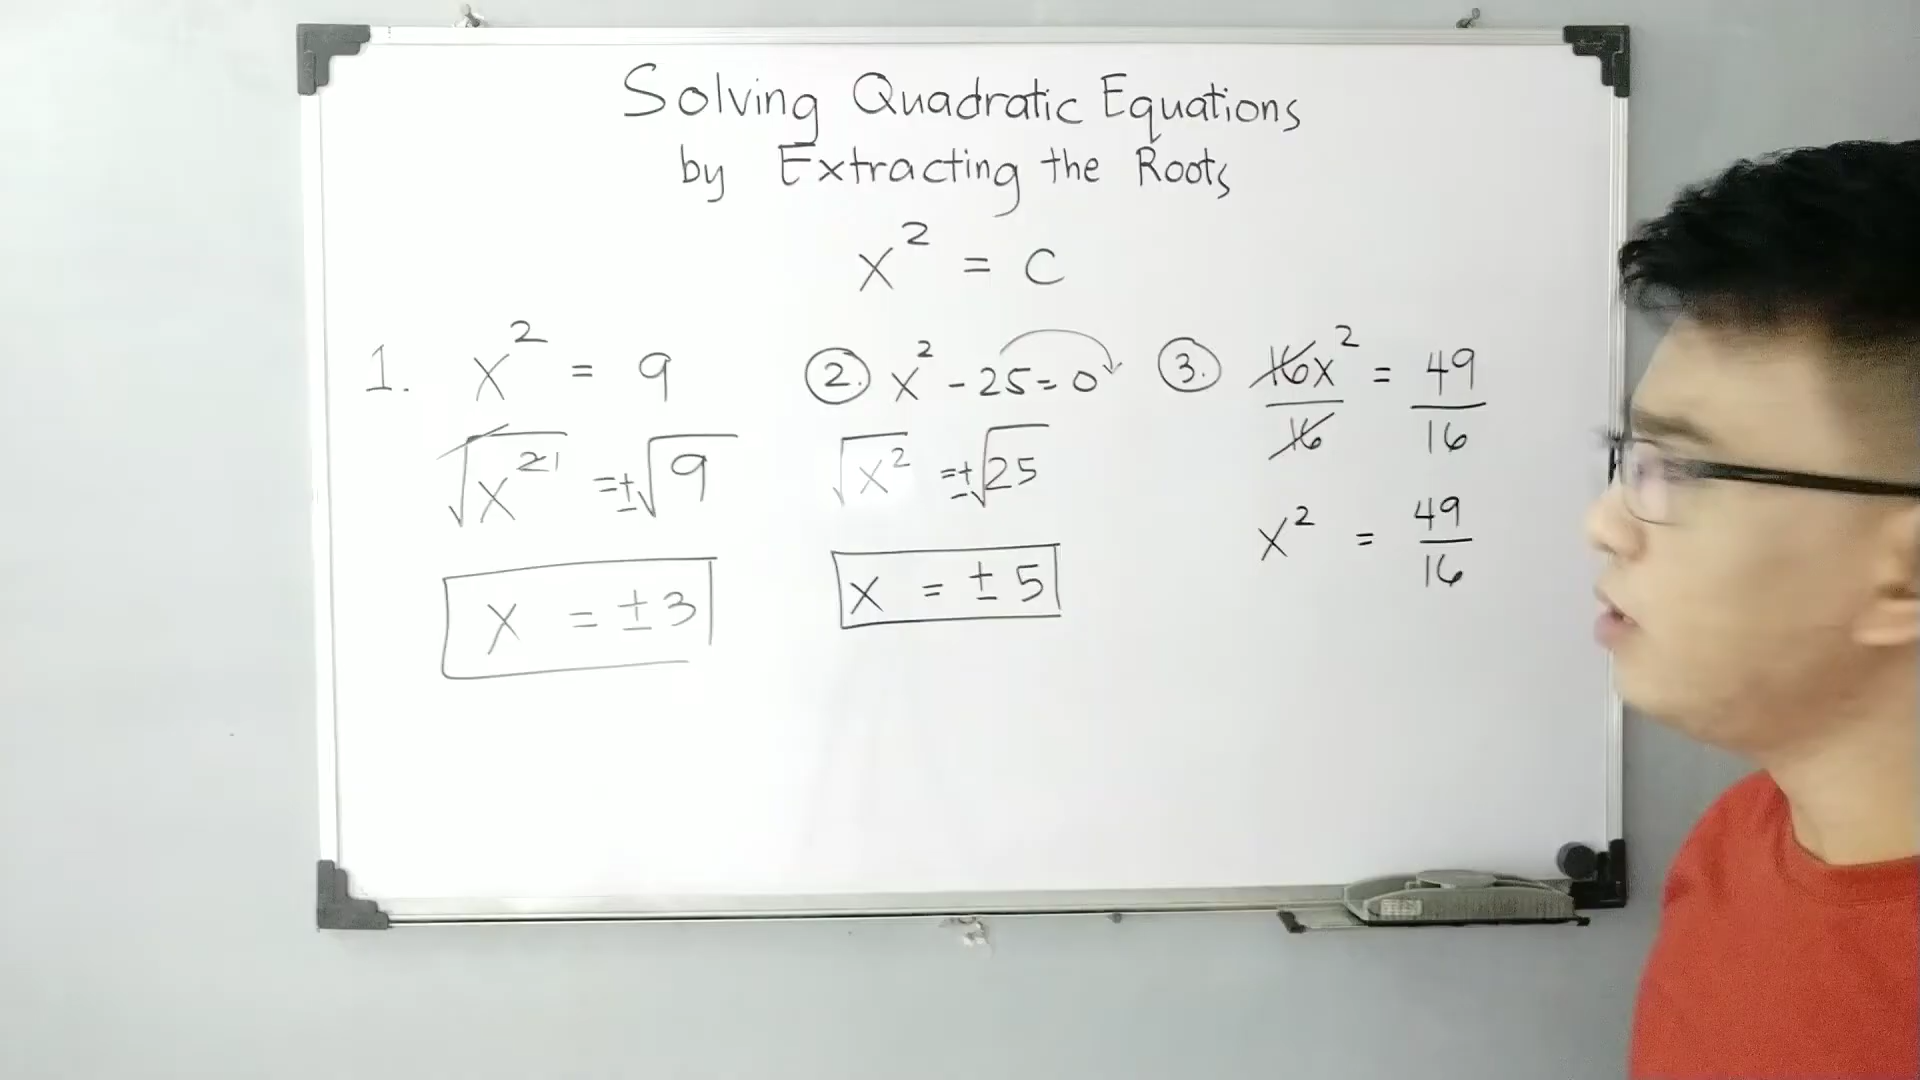 Solving Quadratic Equations
by Extracting the Roots
x² = C
1. x² = 9
√x² = ±√9
x = ±3
2. x² - 25 = 0
√x² = ±√25
x = ±5
3. 16x²/16 = 49/16
x² = 49/16